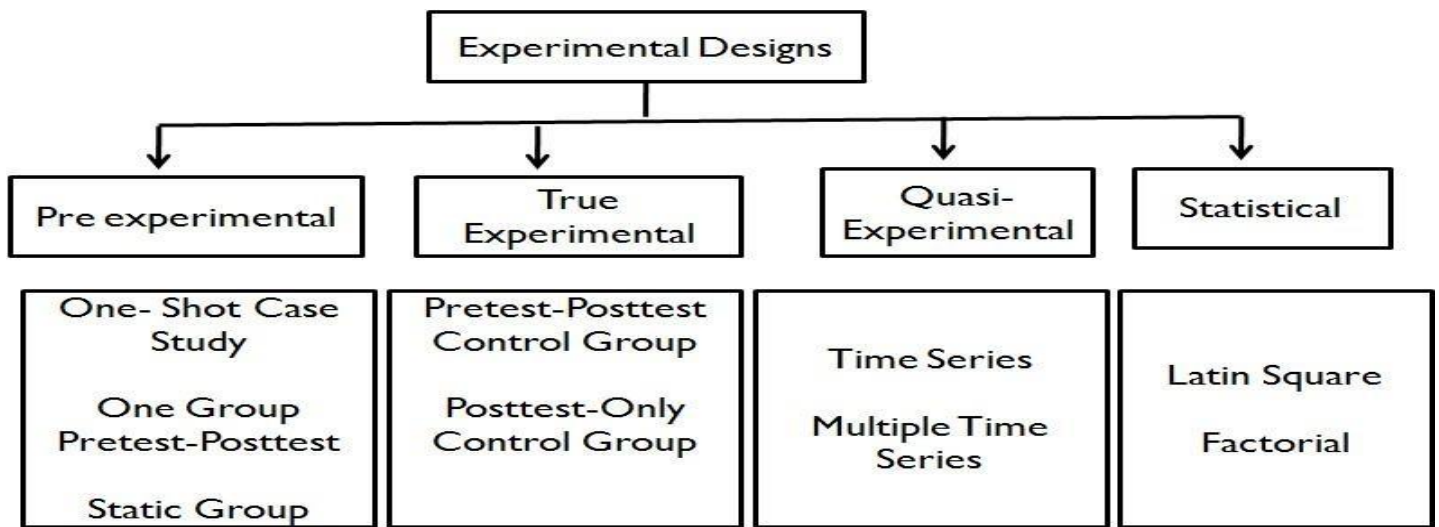 Experimental Designs
Pre experimental
True
Experimental
Quasi-
Experimental
Statistical
One- Shot Case
Study
One Group
Pretest-Posttest
Static Group
Pretest-Posttest
Control Group
Posttest-Only
Control Group
Time Series
Multiple Time
Series
Latin Square
Factorial